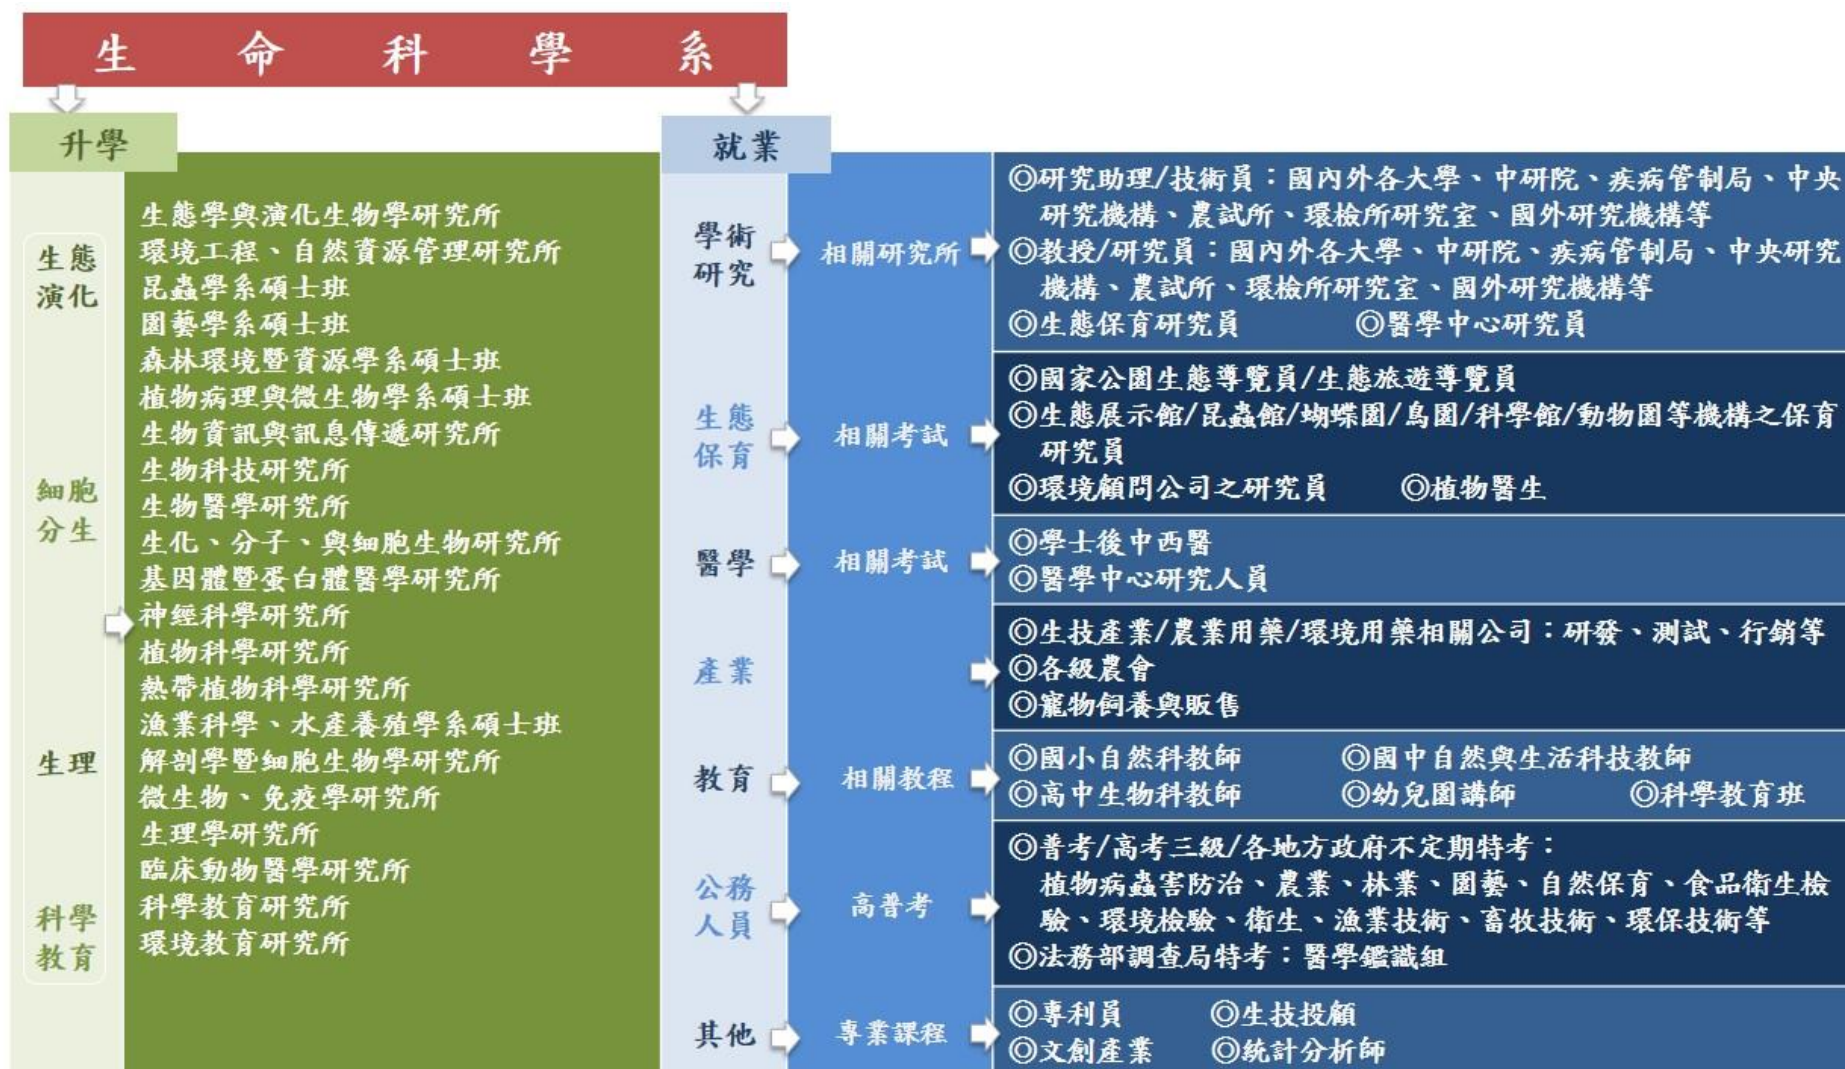 生命科學系
升學
生態
演化
細胞
分生
生理
科學
教育
生態學與演化生物學研究所
環境工程、自然資源管理研究所
昆蟲學系碩士班
園藝學系碩士班
森林環境暨資源學系碩士班
植物病理與微生物學系碩士班
生物資訊與訊息傳遞研究所
生物科技研究所
生物醫學研究所
生化、分子、與細胞生物研究所
基因體暨蛋白體醫學研究所
神經科學研究所
植物科學研究所
熱帶植物科學研究所
漁業科學、水產養殖學系碩士班
解剖學暨細胞生物學研究所
微生物、免疫學研究所
生理學研究所
臨床動物醫學研究所
科學教育研究所
環境教育研究所
就業
學術
研究
相關研究所
◎研究助理/技術員：國內外各大學、中研院、疾病管制局、中央
研究機構、農試所、環檢所研究室、國外研究機構等
◎教授/研究員：國內外各大學、中研院、疾病管制局、中央研究
機構、農試所、環檢所研究室、國外研究機構等
◎生態保育研究員 ◎醫學中心研究員
生態
保育
相關考試
◎國家公園生態導覽員/生態旅遊導覽員
◎生態展示館/昆蟲館/蝴蝶園/鳥園/科學館/動物園等機構之保育
研究員
◎環境顧問公司之研究員 ◎植物醫生
醫學
相關考試
◎學士後中西醫
◎醫學中心研究人員
產業
◎生技產業/農業用藥/環境用藥相關公司：研發、測試、行銷等
◎各級農會
◎寵物飼養與販售
教育
相關教程
◎國小自然科教師 ◎國中自然與生活科技教師
◎高中生物科教師 ◎幼兒園講師 ◎科學教育班
公務
人員
高普考
◎普考/高考三級/各地方政府不定期特考：
植物病蟲害防治、農業、林業、園藝、自然保育、食品衛生檢
驗、環境檢驗、衛生、漁業技術、畜牧技術、環保技術等
◎法務部調查局特考：醫學鑑識組
其他
專業課程
◎專利員 ◎生技投顧
◎文創產業 ◎統計分析師